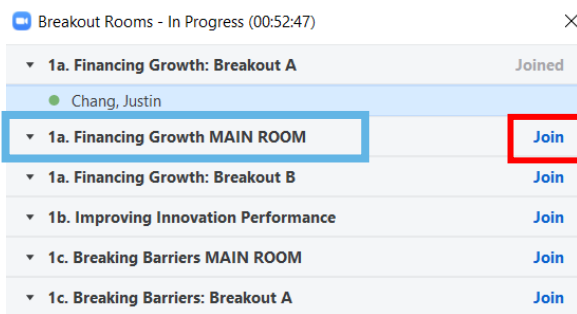 Breakout Rooms - In Progress (00:52:47)
1a. Financing Growth: Breakout A Joined
Chang, Justin
1a. Financing Growth MAIN ROOM Join
1a. Financing Growth: Breakout B Join
1b. Improving Innovation Performance Join
1c. Breaking Barriers MAIN ROOM Join
1c. Breaking Barriers: Breakout A Join